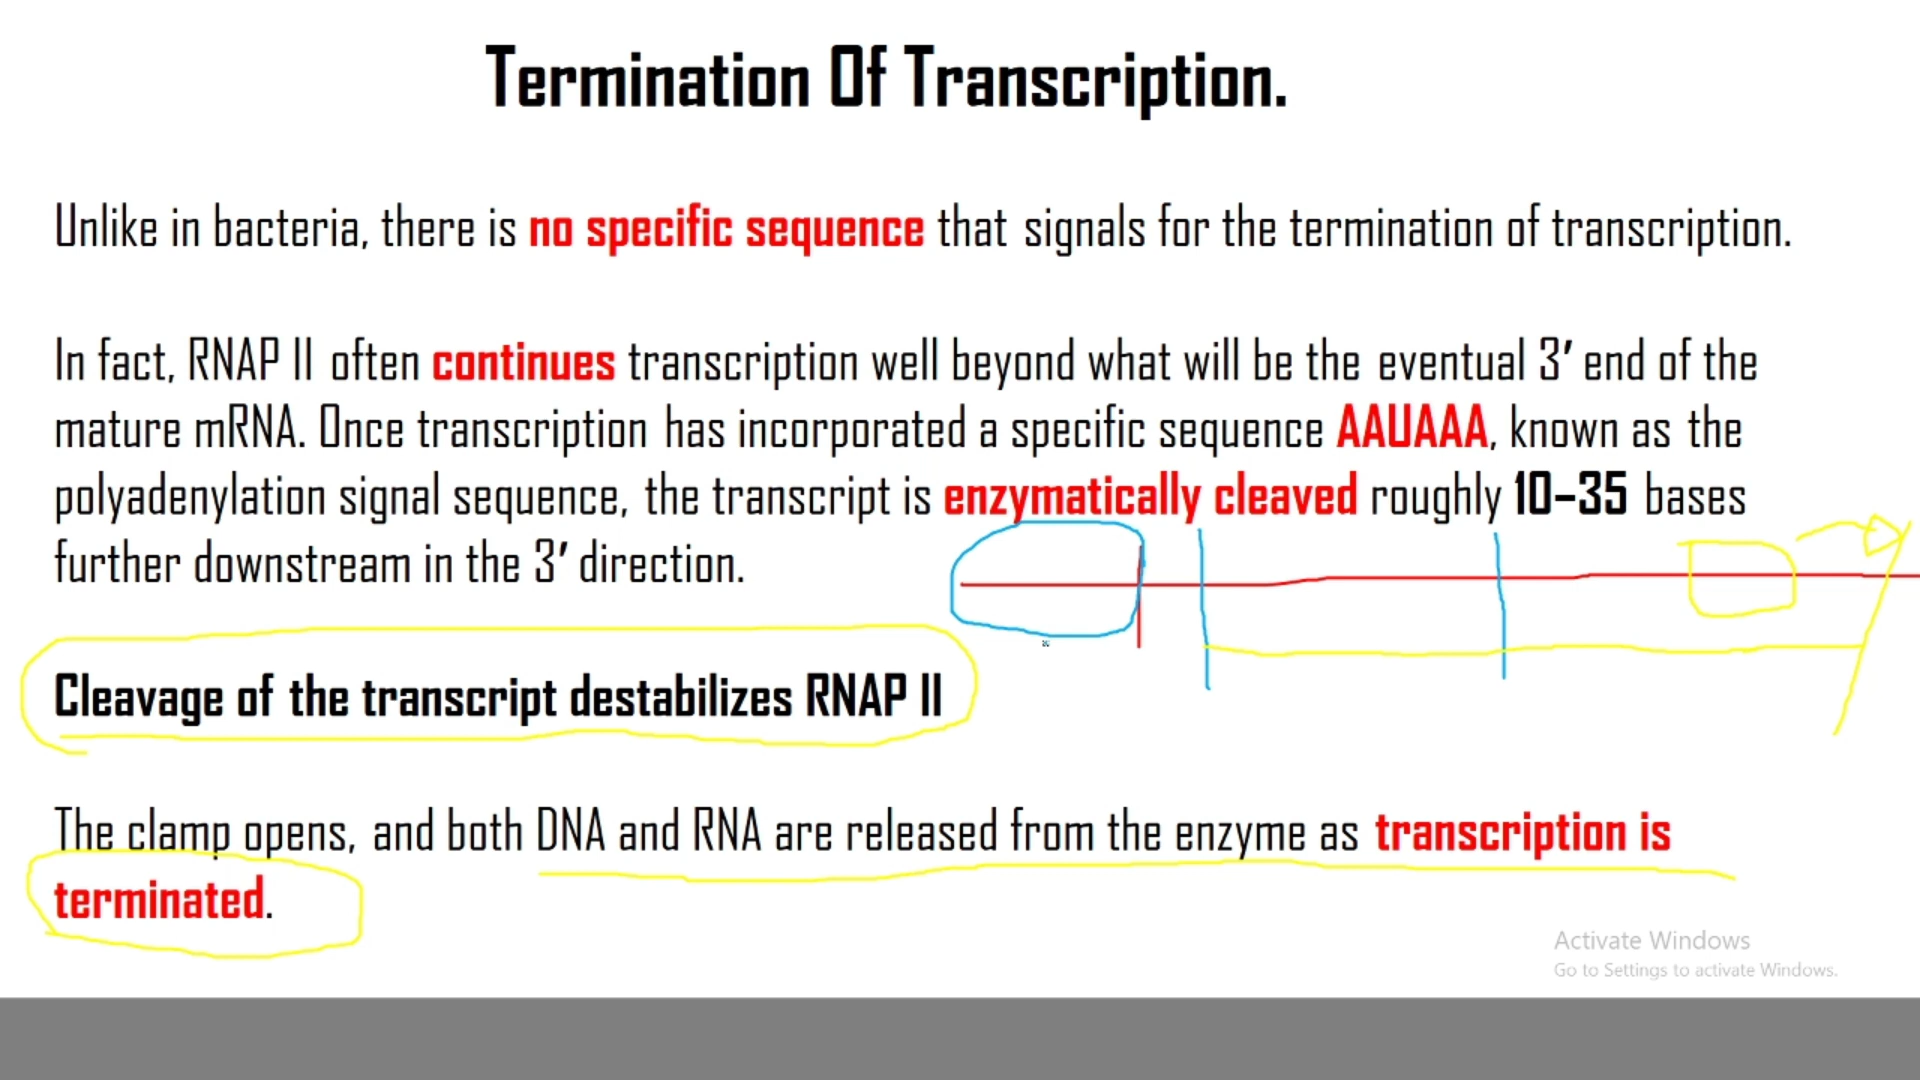 Termination Of Transcription.
Unlike in bacteria, there is no specific sequence that signals for the termination of transcription.
In fact, RNAP II often continues transcription well beyond what will be the eventual 3′ end of the
mature mRNA. Once transcription has incorporated a specific sequence AAUAAA, known as the
polyadenylation signal sequence, the transcript is enzymatically cleaved roughly 10–35 bases
further downstream in the 3′ direction.
Cleavage of the transcript destabilizes RNAP II
The clamp opens, and both DNA and RNA are released from the enzyme as transcription is
terminated.
Activate Windows
Go to Settings to activate Windows.